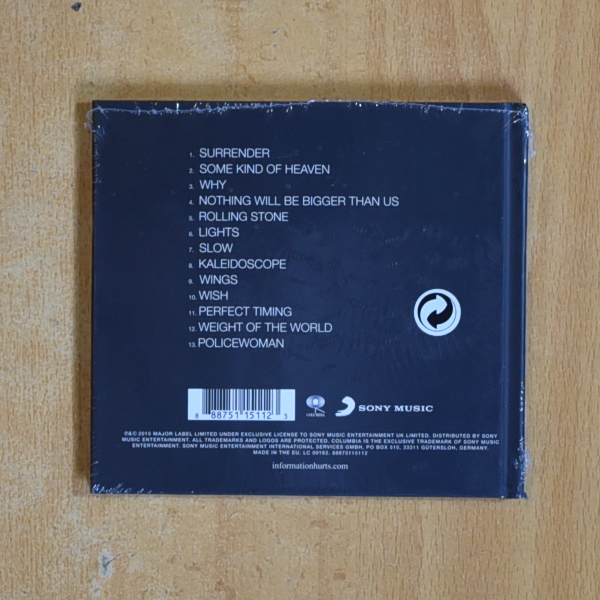 1. SURRENDER
2. SOME KIND OF HEAVEN
3. WHY
4. NOTHING WILL BE BIGGER THAN US
5. ROLLING STONE
6. LIGHTS
7. SLOW
8. KALEIDOSCOPE
9. WINGS
10. WISH
11. PERFECT TIMING
12. WEIGHT OF THE WORLD
13. POLICEWOMAN
8 88751 15112 3
COLUMBIA
SONY MUSIC
℗&© 2015 MAJOR LABEL LIMITED UNDER EXCLUSIVE LICENSE TO SONY MUSIC ENTERTAINMENT UK LIMITED. DISTRIBUTED BY SONY
MUSIC ENTERTAINMENT. ALL TRADEMARKS AND LOGOS ARE PROTECTED. COLUMBIA IS THE EXCLUSIVE TRADEMARK OF SONY MUSIC
ENTERTAINMENT. SONY MUSIC ENTERTAINMENT INTERNATIONAL SERVICES GMBH, PO BOX 510, 33311 GÜTERSLOH, GERMANY.
MADE IN THE EU. LC 00162. 88875115112
informationhurts.com